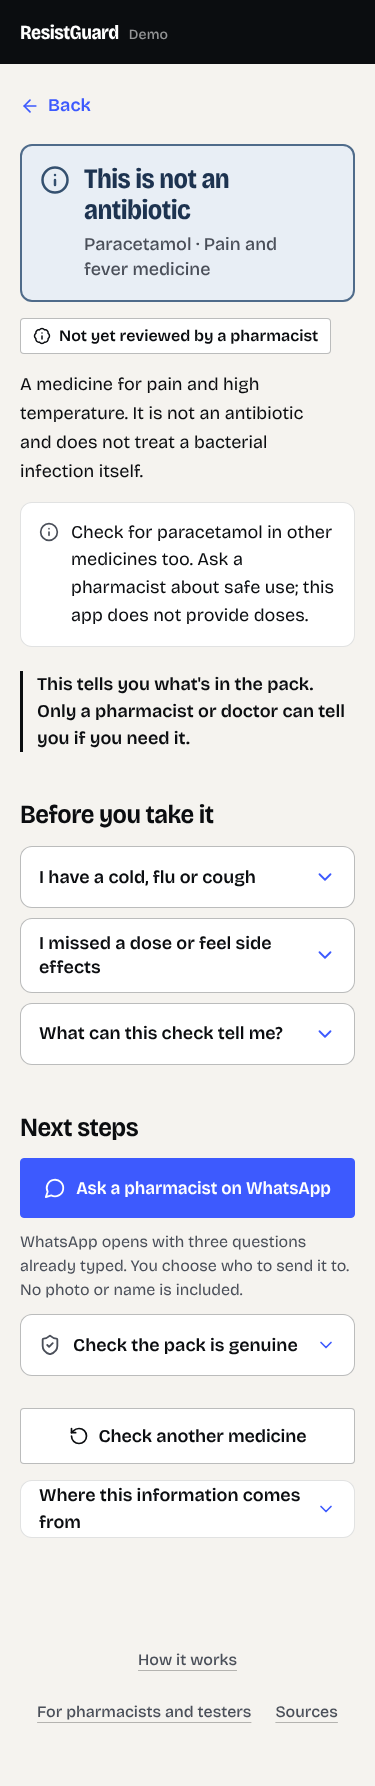 ResistGuard Demo
Back
This is not an
antibiotic
Paracetamol · Pain and
fever medicine
Not yet reviewed by a pharmacist
A medicine for pain and high
temperature. It is not an antibiotic
and does not treat a bacterial
infection itself.
Check for paracetamol in other
medicines too. Ask a
pharmacist about safe use; this
app does not provide doses.
This tells you what's in the pack.
Only a pharmacist or doctor can tell
you if you need it.
Before you take it
I have a cold, flu or cough
I missed a dose or feel side
effects
What can this check tell me?
Next steps
Ask a pharmacist on WhatsApp
WhatsApp opens with three questions
already typed. You choose who to send it to.
No photo or name is included.
Check the pack is genuine
Check another medicine
Where this information comes
from
How it works
For pharmacists and testers Sources